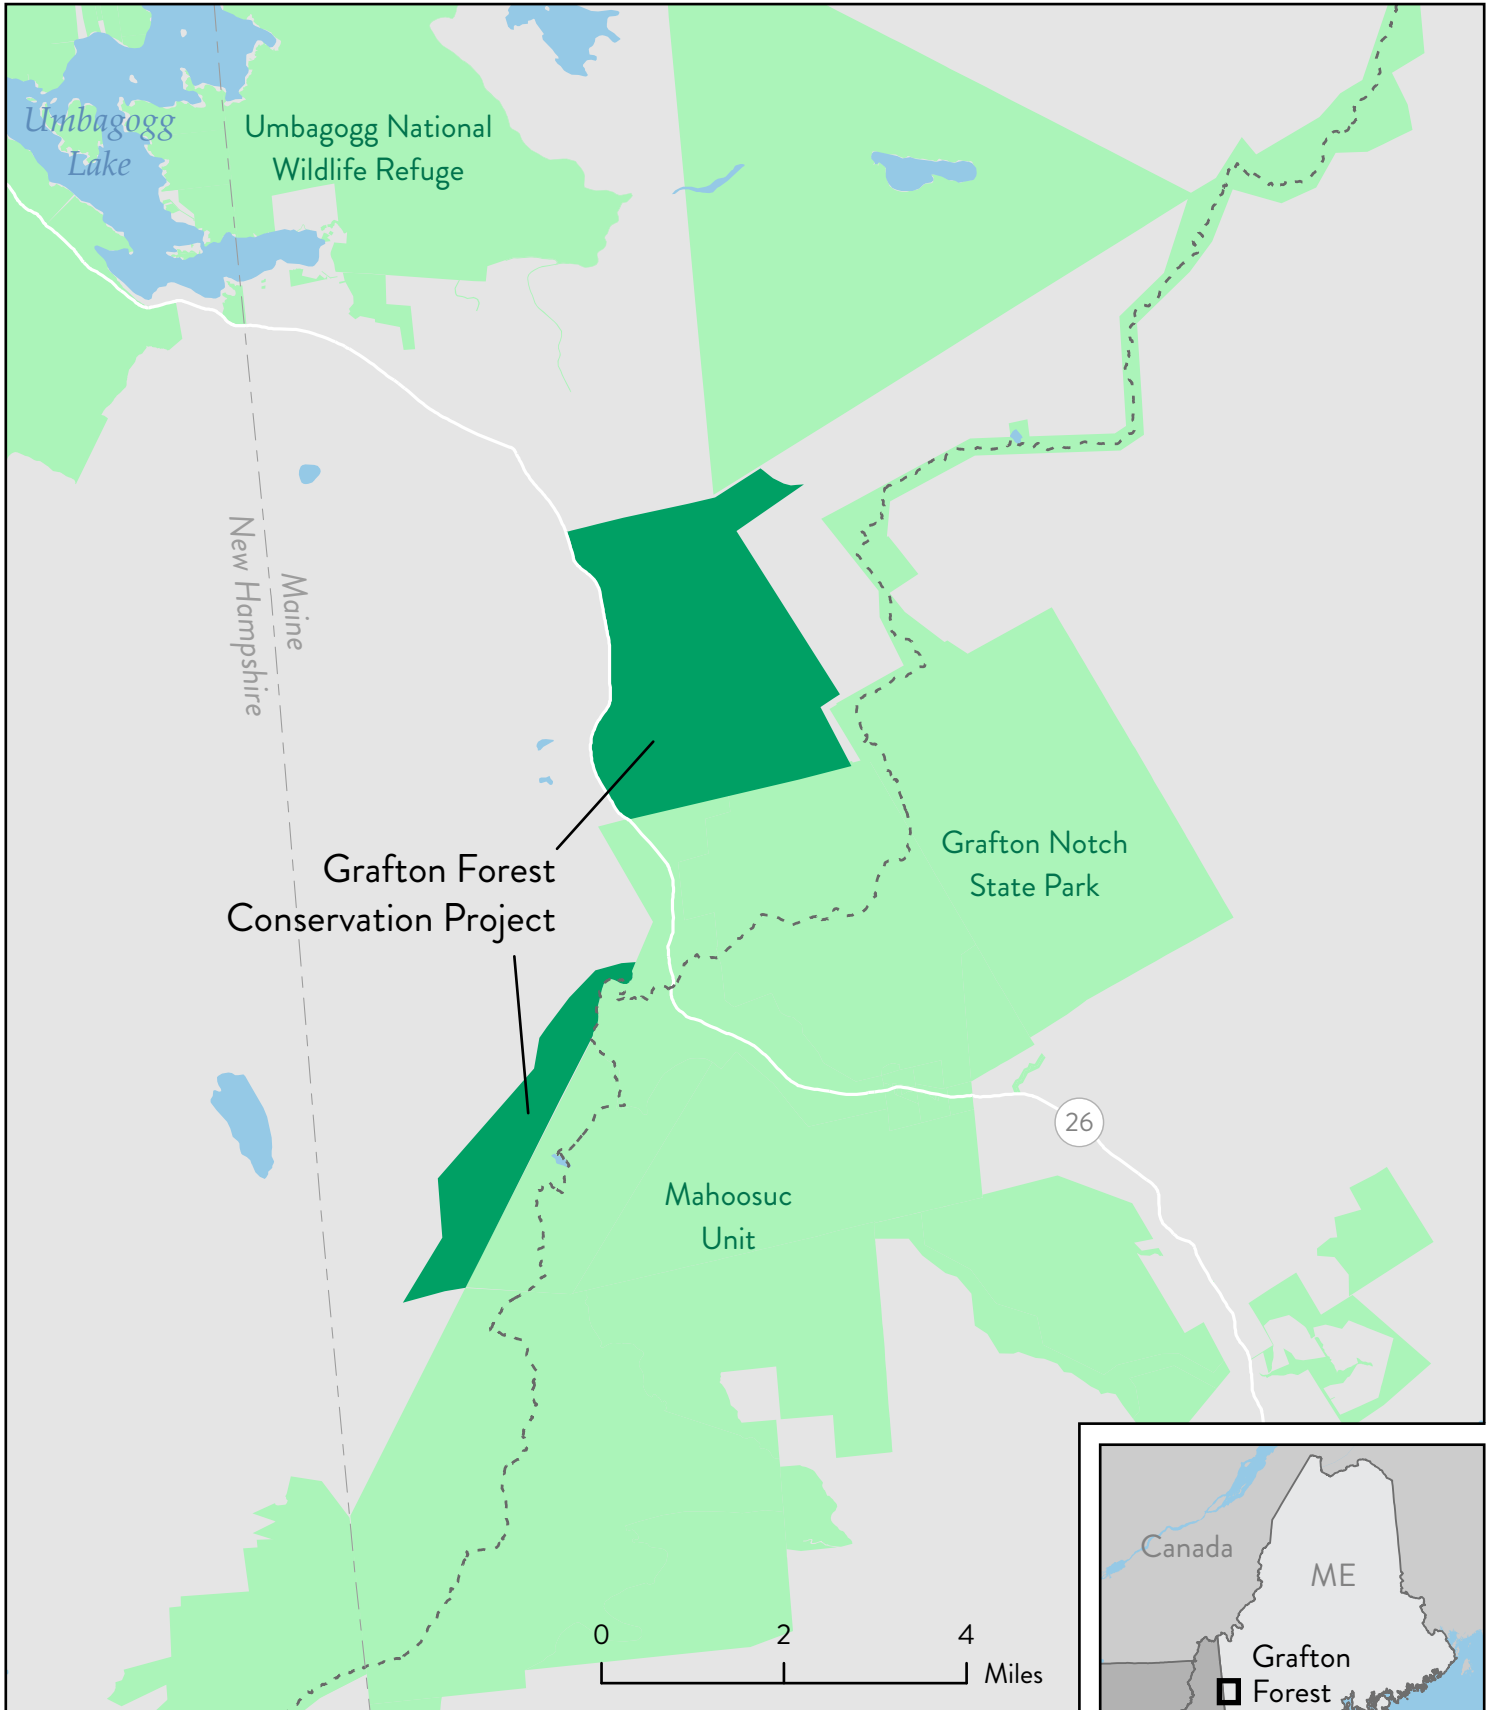 Umbagogg
Lake
Umbagogg National
Wildlife Refuge
New Hampshire
Maine
Grafton Forest
Conservation Project
Grafton Notch
State Park
26
Mahoosuc
Unit
0 2 4
Miles
Canada
ME
Grafton
Forest